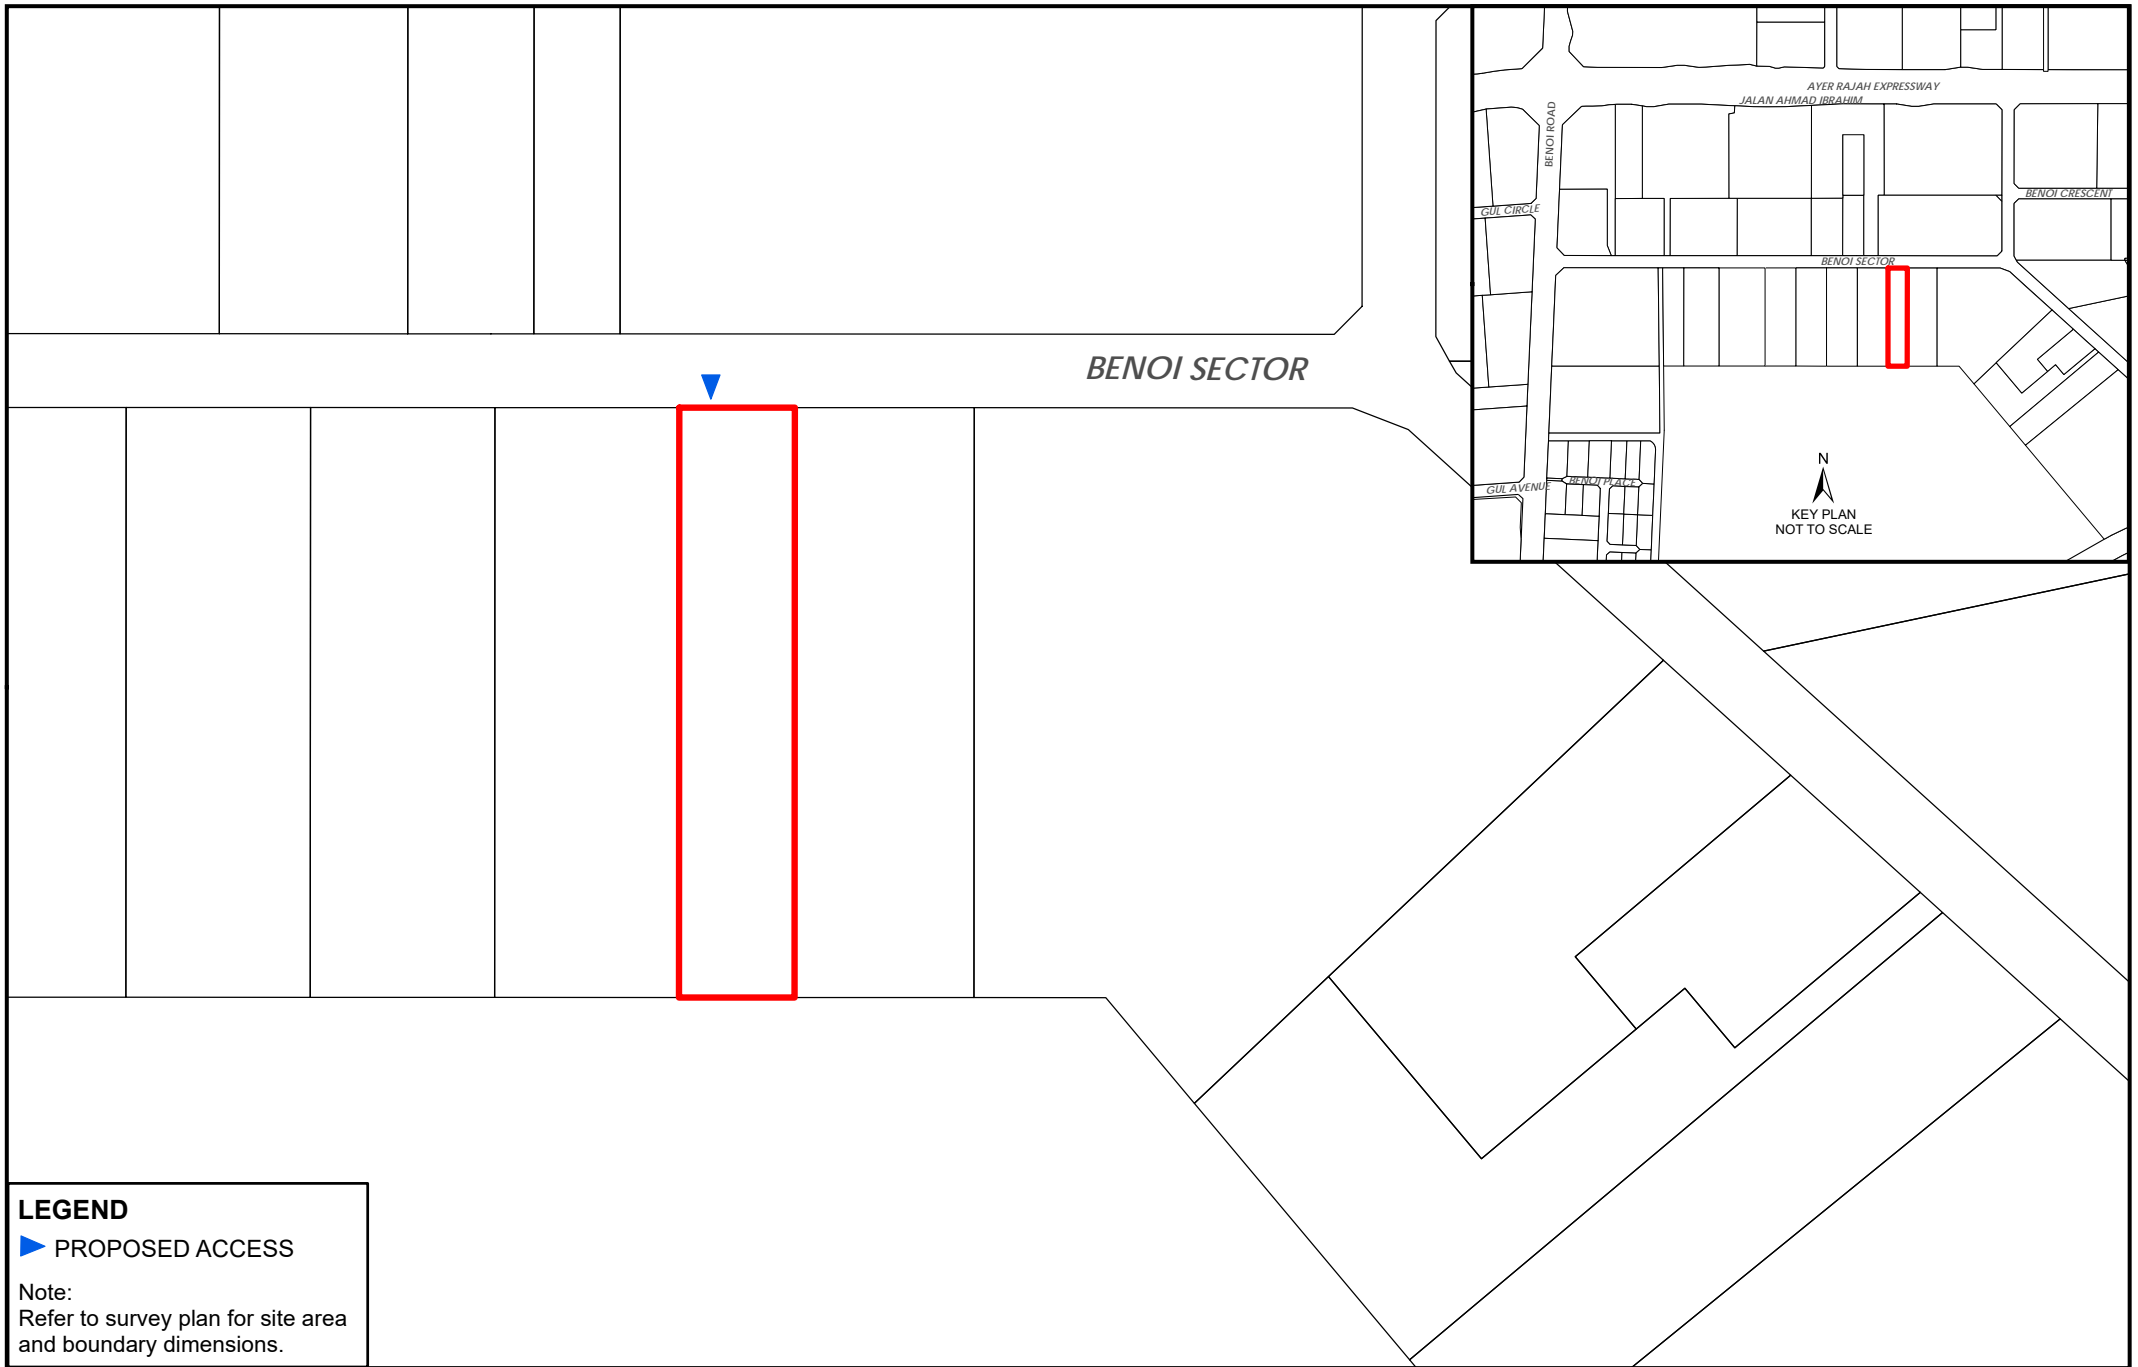 AYER RAJAH EXPRESSWAY
JALAN AHMAD IBRAHIM
BENOI ROAD
BENOI CRESCENT
GUL CIRCLE
BENOI SECTOR
BENOI SECTOR
GUL AVENUE
BENOI PLACE
N
KEY PLAN
NOT TO SCALE
LEGEND
PROPOSED ACCESS
Note:
Refer to survey plan for site area
and boundary dimensions.